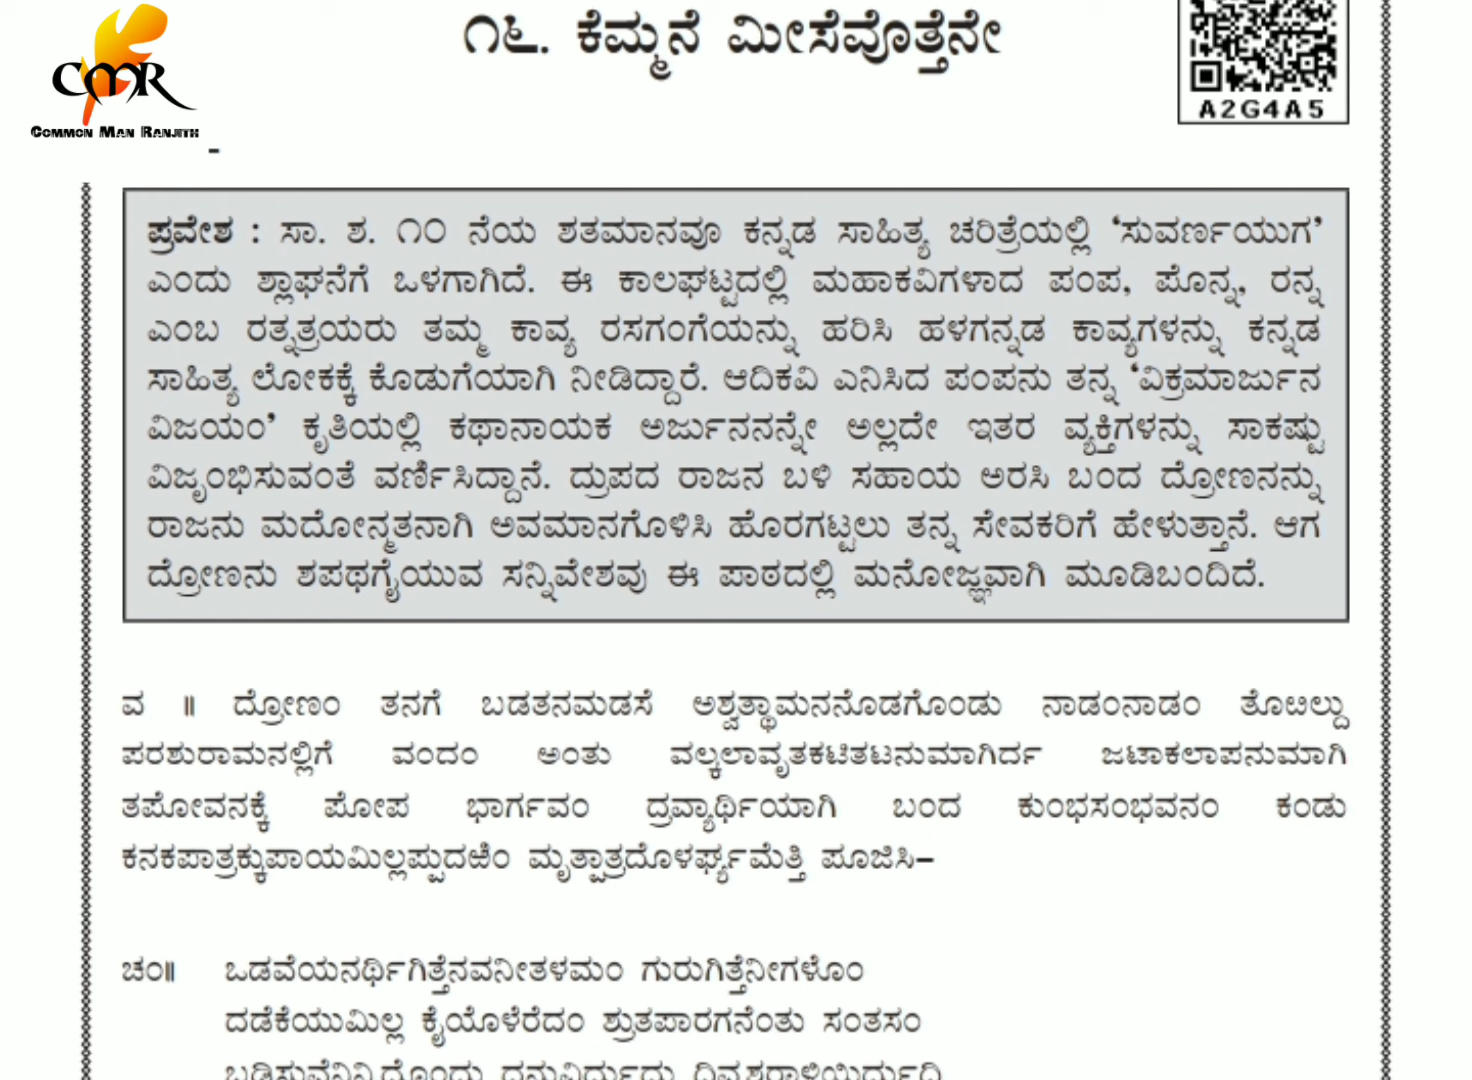 CMR
COMMON MAN RANJITH
೧೬. ಕೆಮ್ಮನೆ ಮೀಸೆವೊತ್ತೆನೇ
A2G4A5
ಪ್ರವೇಶ : ಸಾ. ಶ. ೧೦ ನೆಯ ಶತಮಾನವೂ ಕನ್ನಡ ಸಾಹಿತ್ಯ ಚರಿತ್ರೆಯಲ್ಲಿ ‘ಸುವರ್ಣಯುಗ’
ಎಂದು ಶ್ಲಾಘನೆಗೆ ಒಳಗಾಗಿದೆ. ಈ ಕಾಲಘಟ್ಟದಲ್ಲಿ ಮಹಾಕವಿಗಳಾದ ಪಂಪ, ಪೊನ್ನ, ರನ್ನ
ಎಂಬ ರತ್ನತ್ರಯರು ತಮ್ಮ ಕಾವ್ಯ ರಸಗಂಗೆಯನ್ನು ಹರಿಸಿ ಹಳಗನ್ನಡ ಕಾವ್ಯಗಳನ್ನು ಕನ್ನಡ
ಸಾಹಿತ್ಯ ಲೋಕಕ್ಕೆ ಕೊಡುಗೆಯಾಗಿ ನೀಡಿದ್ದಾರೆ. ಆದಿಕವಿ ಎನಿಸಿದ ಪಂಪನು ತನ್ನ ‘ವಿಕ್ರಮಾರ್ಜುನ
ವಿಜಯಂ’ ಕೃತಿಯಲ್ಲಿ ಕಥಾನಾಯಕ ಅರ್ಜುನನನ್ನೇ ಅಲ್ಲದೇ ಇತರ ವ್ಯಕ್ತಿಗಳನ್ನು ಸಾಕಷ್ಟು
ವಿಜೃಂಭಿಸುವಂತೆ ವರ್ಣಿಸಿದ್ದಾನೆ. ದ್ರುಪದ ರಾಜನ ಬಳಿ ಸಹಾಯ ಅರಸಿ ಬಂದ ದ್ರೋಣನನ್ನು
ರಾಜನು ಮದೋನ್ಮತನಾಗಿ ಅವಮಾನಗೊಳಿಸಿ ಹೊರಗಟ್ಟಲು ತನ್ನ ಸೇವಕರಿಗೆ ಹೇಳುತ್ತಾನೆ. ಆಗ
ದ್ರೋಣನು ಶಪಥಗೈಯುವ ಸನ್ನಿವೇಶವು ಈ ಪಾಠದಲ್ಲಿ ಮನೋಜ್ಞವಾಗಿ ಮೂಡಿಬಂದಿದೆ.
ವ ॥ ದ್ರೋಣಂ ತನಗೆ ಬಡತನಮಡಸೆ ಅಶ್ವತ್ಥಾಮನನೊಡಗೊಂಡು ನಾಡಂನಾಡಂ ತೊೞಲ್ದು
ಪರಶುರಾಮನಲ್ಲಿಗೆ ವಂದಂ ಅಂತು ವಲ್ಕಲಾವೃತಕಟಿತಟನುಮಾಗಿರ್ದ ಜಟಾಕಲಾಪನುಮಾಗಿ
ತಪೋವನಕ್ಕೆ ಪೋಪ ಭಾರ್ಗವಂ ದ್ರವ್ಯಾರ್ಥಿಯಾಗಿ ಬಂದ ಕುಂಭಸಂಭವನಂ ಕಂಡು
ಕನಕಪಾತ್ರಕ್ಕುಪಾಯಮಿಲ್ಲಪ್ಪುದಱಿಂ ಮೃತ್ಪಾತ್ರದೊಳರ್ಘ್ಯಮೆತ್ತಿ ಪೂಜಿಸಿ–
ಚಂ॥ ಒಡವೆಯನರ್ಥಿಗಿತ್ತೆನವನೀತಳಮಂ ಗುರುಗಿತ್ತೆನೀಗಳೊಂ
ದಡೆಕೆಯುಮಿಲ್ಲ ಕೈಯೊಳೆರೆದಂ ಶ್ರುತಪಾರಗನೆಂತು ಸಂತಸಂ